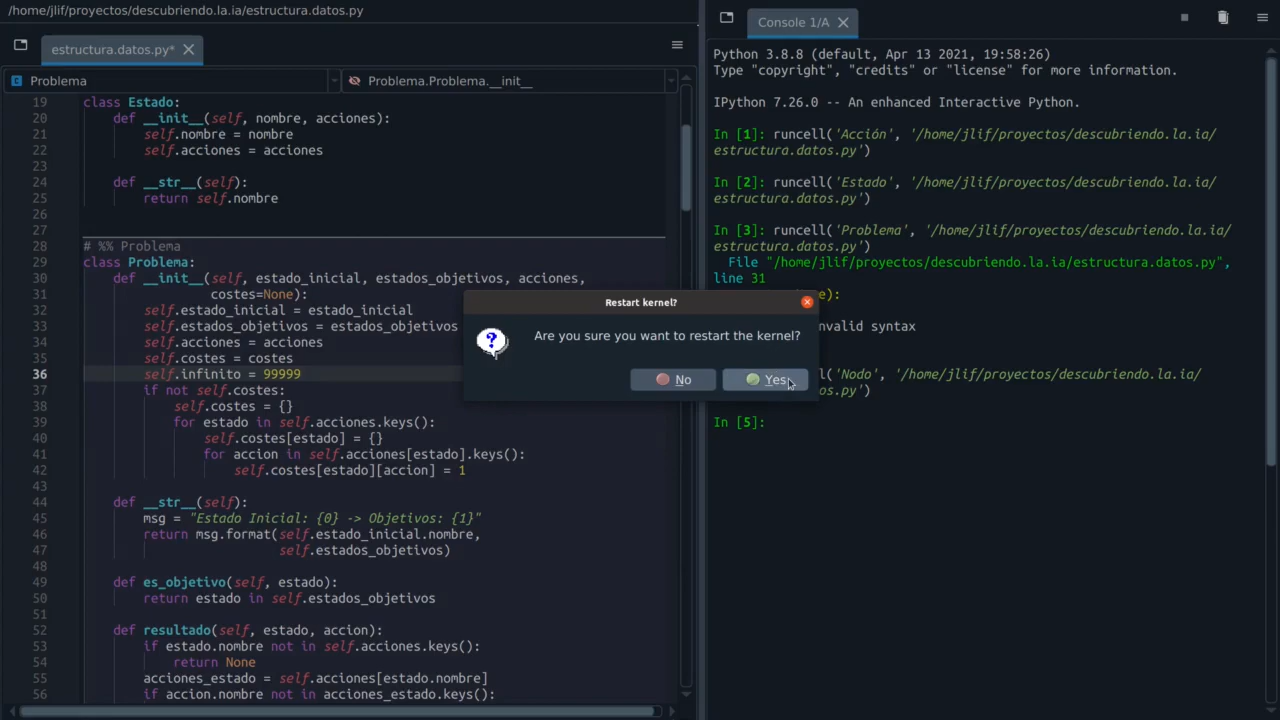 /home/jlif/proyectos/descubriendo.la.ia/estructura.datos.py
estructura.datos.py*
Problema
Problema.Problema.__init__
19 class Estado:
20 def __init__(self, nombre, acciones):
21 self.nombre = nombre
22 self.acciones = acciones
23
24 def __str__(self):
25 return self.nombre
26
27
28 # %% Problema
29 class Problema:
30 def __init__(self, estado_inicial, estados_objetivos, acciones,
31 costes=None):
32 self.estado_inicial = estado_inicial
33 self.estados_objetivos = estados_objetivos
34 self.acciones = acciones
35 self.costes = costes
36 self.infinito = 99999
37 if not self.costes:
38 self.costes = {}
39 for estado in self.acciones.keys():
40 self.costes[estado] = {}
41 for accion in self.acciones[estado].keys():
42 self.costes[estado][accion] = 1
43
44 def __str__(self):
45 msg = "Estado Inicial: {0} -> Objetivos: {1}"
46 return msg.format(self.estado_inicial.nombre,
47 self.estados_objetivos)
48
49 def es_objetivo(self, estado):
50 return estado in self.estados_objetivos
51
52 def resultado(self, estado, accion):
53 if estado.nombre not in self.acciones.keys():
54 return None
55 acciones_estado = self.acciones[estado.nombre]
56 if accion.nombre not in acciones_estado.keys():
Console 1/A
Python 3.8.8 (default, Apr 13 2021, 19:58:26)
Type "copyright", "credits" or "license" for more information.
IPython 7.26.0 -- An enhanced Interactive Python.
In [1]: runcell('Acción', '/home/jlif/proyectos/descubriendo.la.ia/
estructura.datos.py')
In [2]: runcell('Estado', '/home/jlif/proyectos/descubriendo.la.ia/
estructura.datos.py')
In [3]: runcell('Problema', '/home/jlif/proyectos/descubriendo.la.ia/
estructura.datos.py')
File "/home/jlif/proyectos/descubriendo.la.ia/estructura.datos.py",
line 31
e):
nvalid syntax
l('Nodo', '/home/jlif/proyectos/descubriendo.la.ia/
os.py')
In [5]:
Restart kernel?
Are you sure you want to restart the kernel?
No
Yes